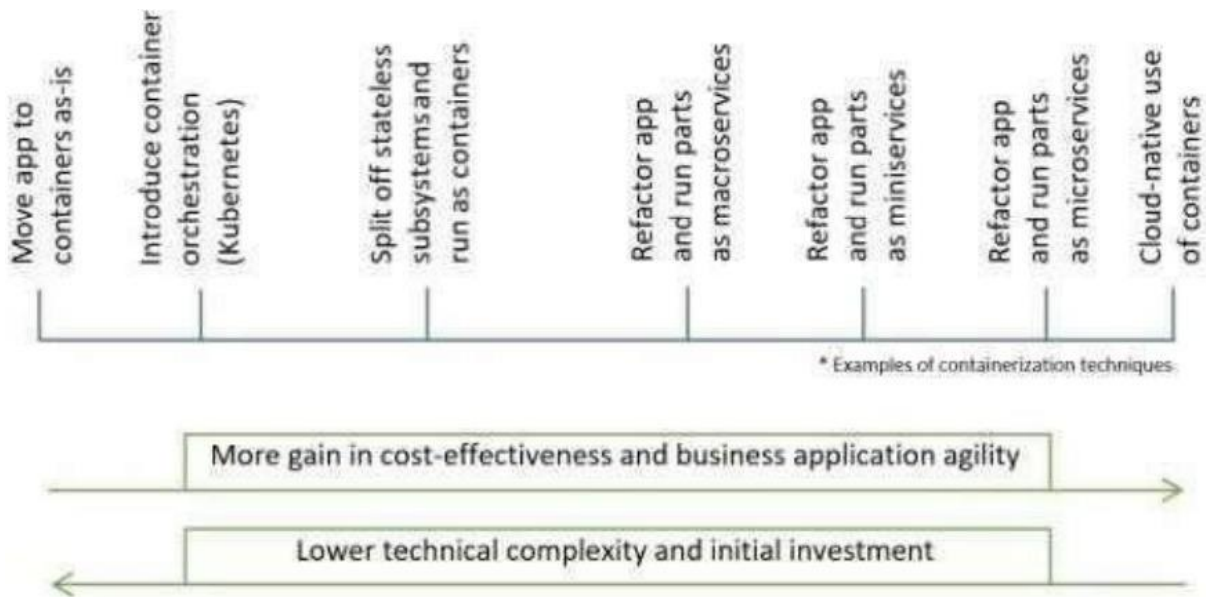 Move app to
containers as-is
Introduce container
orchestration
(Kubernetes)
Split off stateless
subsystems and
run as containers
Refactor app
and run parts
as macroservices
Refactor app
and run parts
as miniservices
Refactor app
and run parts
as microservices
Cloud-native use
of containers
* Examples of containerization techniques
More gain in cost-effectiveness and business application agility
Lower technical complexity and initial investment